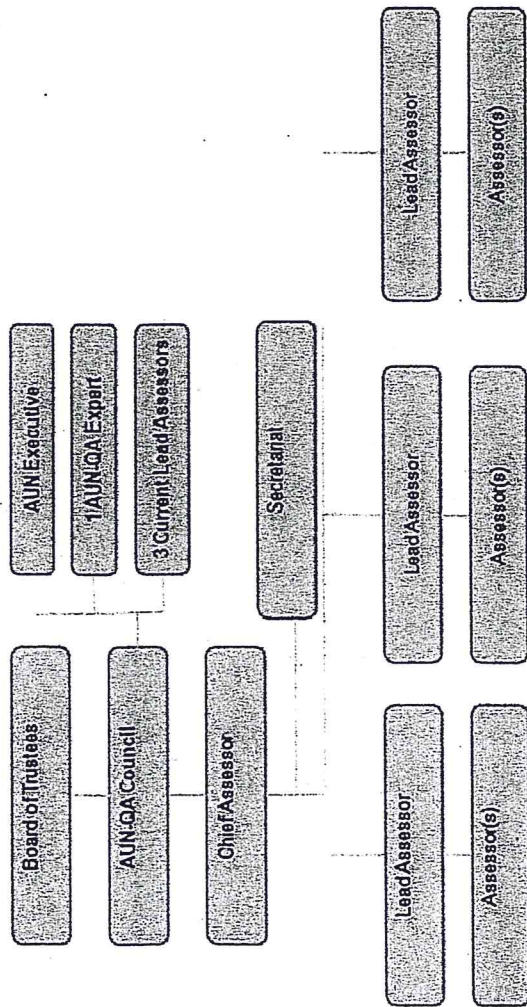 Board of Trustees
AUN Executive
1 AUN-QA Expert
3 Current Lead Assessors
AUN-QA Council
Chief Assessor
Secretariat
Lead Assessor
Lead Assessor
Lead Assessor
Assessor(s)
Assessor(s)
Assessor(s)